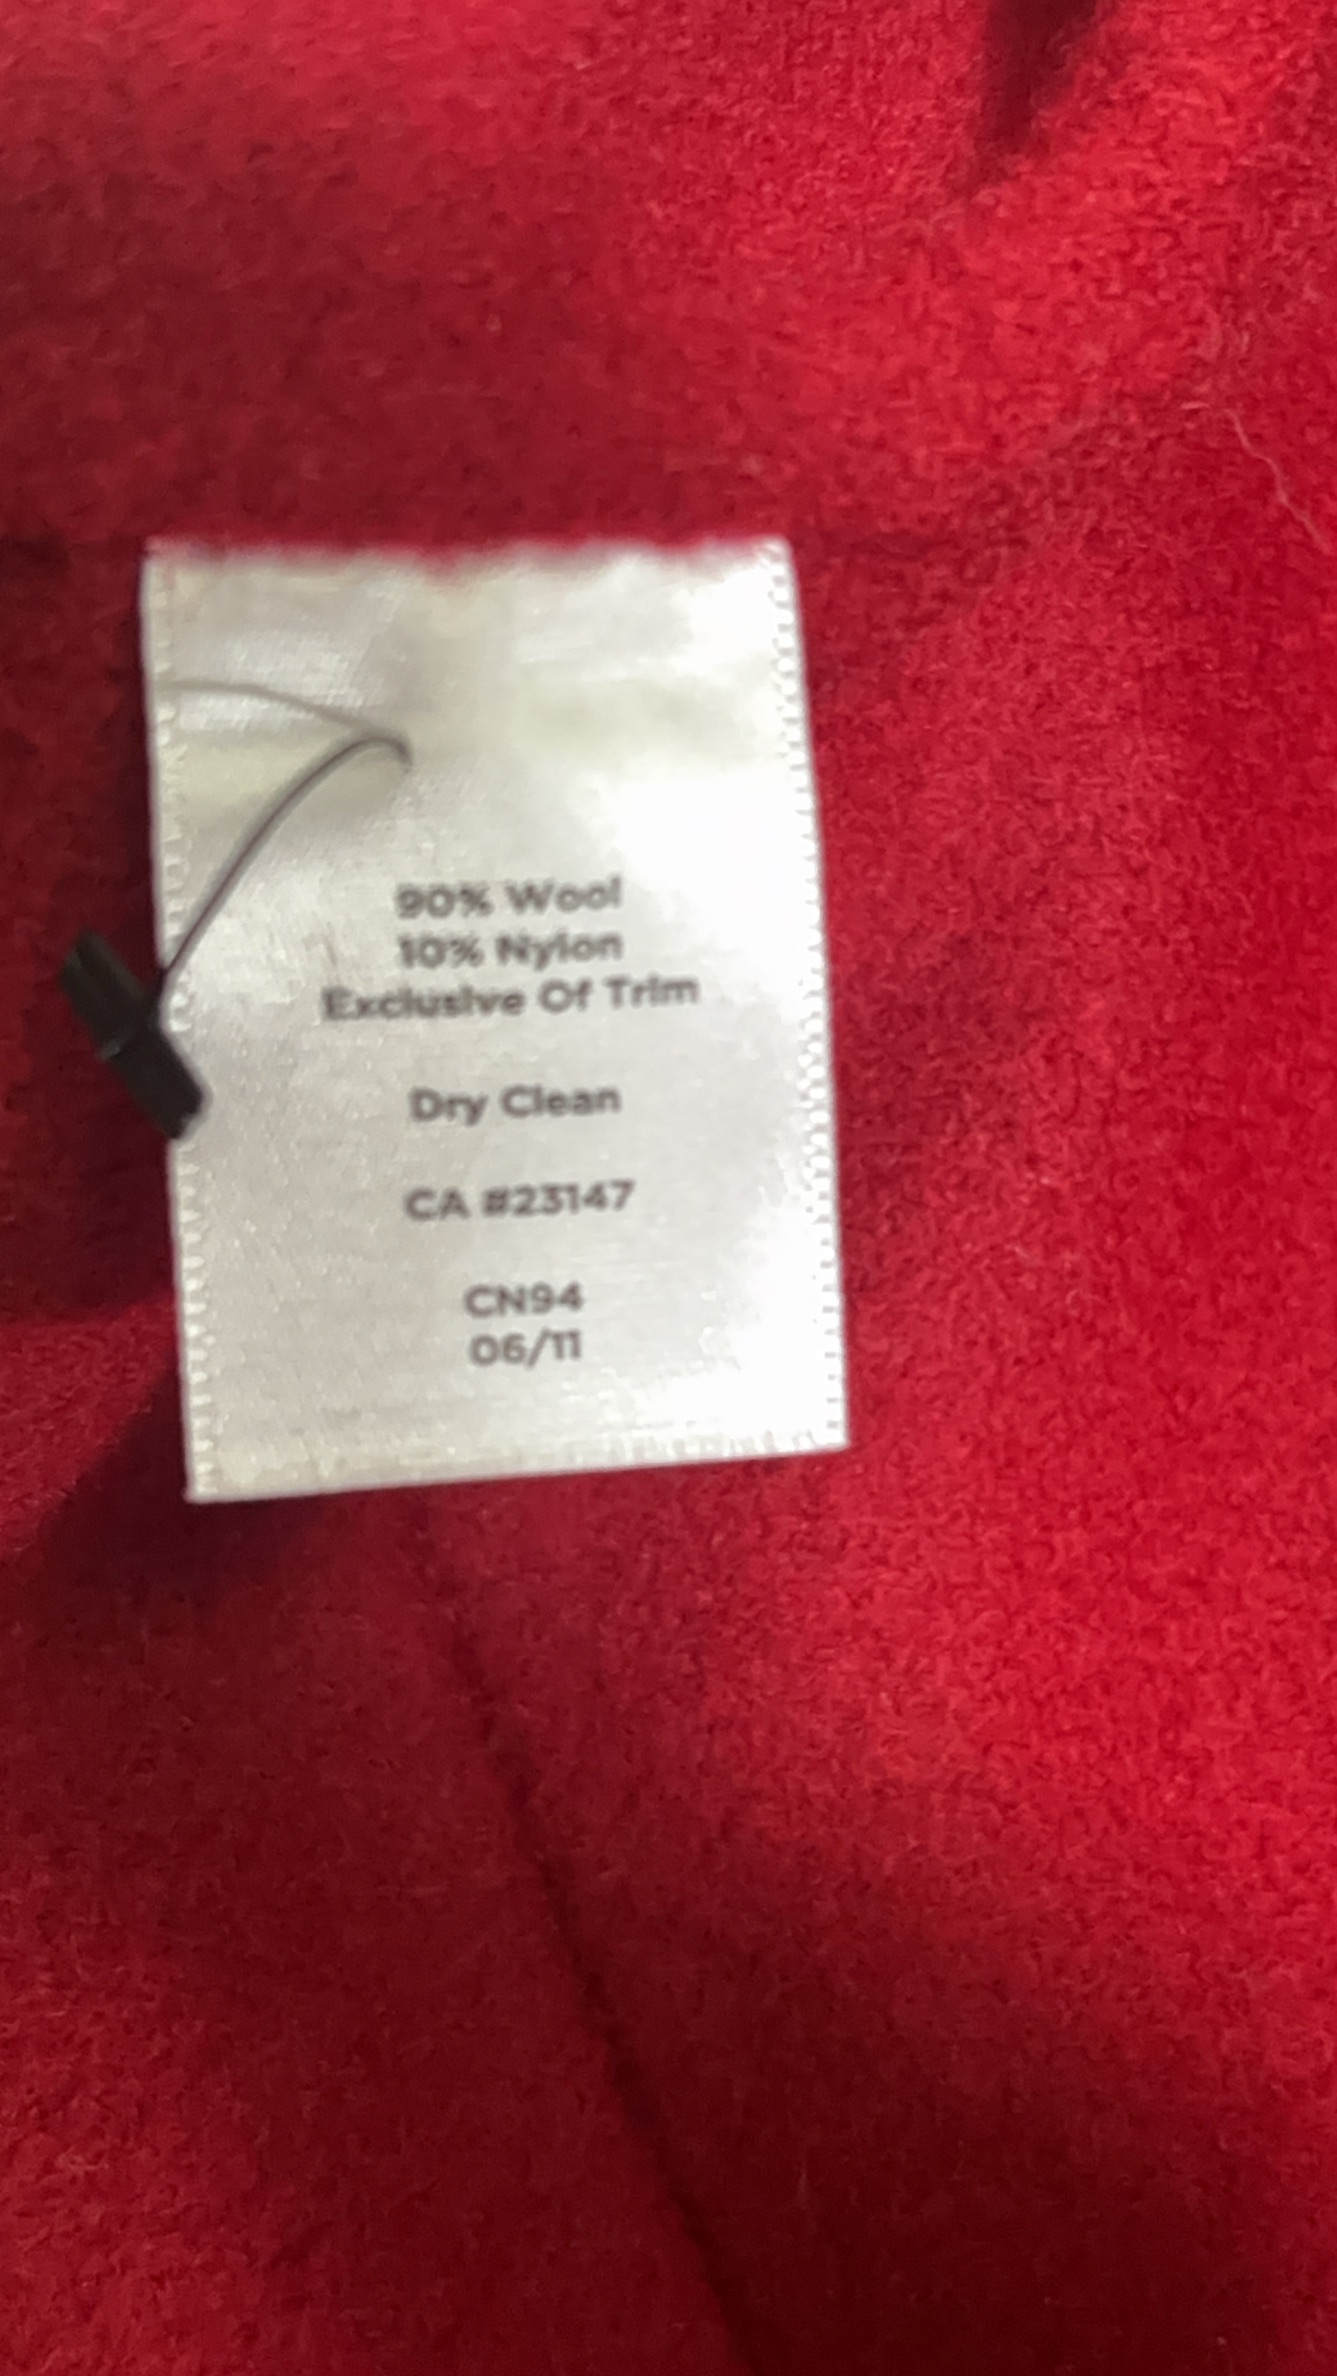 90% Wool
10% Nylon
Exclusive Of Trim
Dry Clean
CA #23147
CN94
06/11